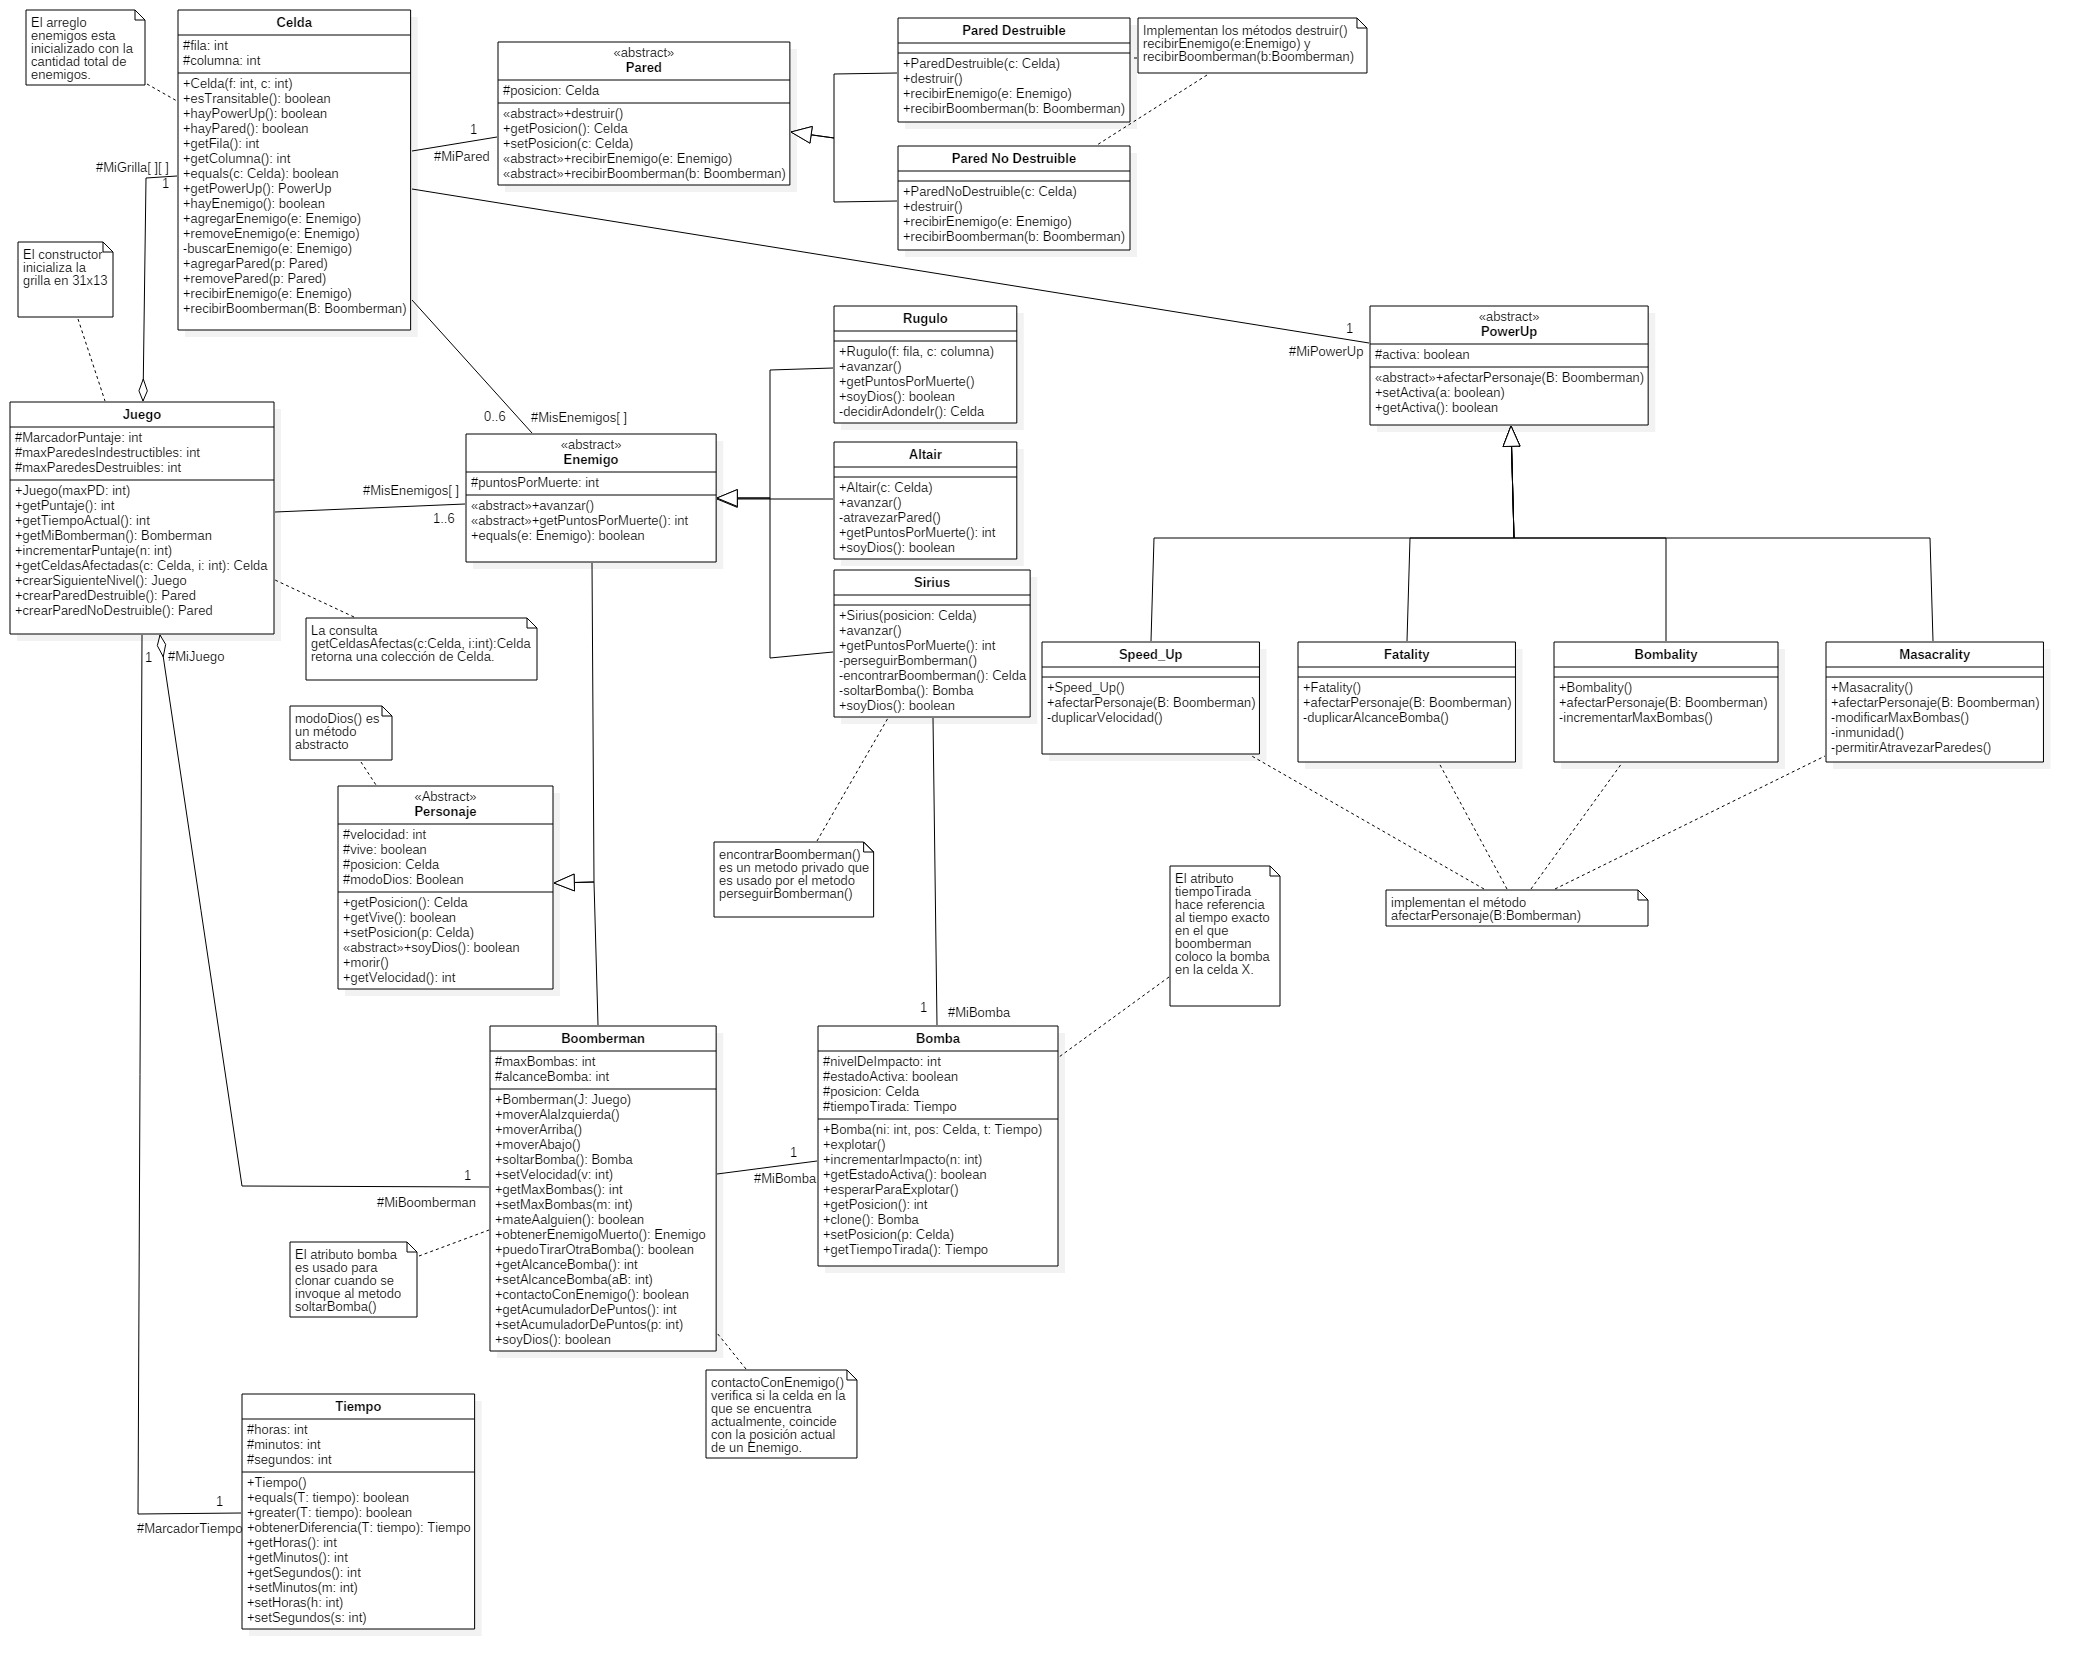 El arreglo
enemigos esta
inicializado con la
cantidad total de
enemigos.
Celda
#fila: int
#columna: int
+Celda(f: int, c: int)
+esTransitable(): boolean
+hayPowerUp(): boolean
+hayPared(): boolean
+getFila(): int
+getColumna(): int
+equals(c: Celda): boolean
+getPowerUp(): PowerUp
+hayEnemigo(): boolean
+agregarEnemigo(e: Enemigo)
+removeEnemigo(e: Enemigo)
-buscarEnemigo(e: Enemigo)
+agregarPared(p: Pared)
+removePared(p: Pared)
+recibirEnemigo(e: Enemigo)
+recibirBoomberman(B: Boomberman)
#MiGrilla[ ][ ]
1
1
#MiPared
«abstract»
Pared
#posicion: Celda
«abstract»+destruir()
+getPosicion(): Celda
+setPosicion(c: Celda)
«abstract»+recibirEnemigo(e: Enemigo)
«abstract»+recibirBoomberman(b: Boomberman)
Pared Destruible
+ParedDestruible(c: Celda)
+destruir()
+recibirEnemigo(e: Enemigo)
+recibirBoomberman(b: Boomberman)
Implementan los métodos destruir()
recibirEnemigo(e:Enemigo) y
recibirBoomberman(b:Boomberman)
Pared No Destruible
+ParedNoDestruible(c: Celda)
+destruir()
+recibirEnemigo(e: Enemigo)
+recibirBoomberman(b: Boomberman)
El constructor
inicializa la
grilla en 31x13
Juego
#MarcadorPuntaje: int
#maxParedesIndestructibles: int
#maxParedesDestruibles: int
+Juego(maxPD: int)
+getPuntaje(): int
+getTiempoActual(): int
+getMiBomberman(): Bomberman
+incrementarPuntaje(n: int)
+getCeldasAfectadas(c: Celda, i: int): Celda
+crearSiguienteNivel(): Juego
+crearParedDestruible(): Pared
+crearParedNoDestruible(): Pared
0..6
#MisEnemigos[ ]
#MisEnemigos[ ]
1..6
«abstract»
Enemigo
#puntosPorMuerte: int
«abstract»+avanzar()
«abstract»+getPuntosPorMuerte(): int
+equals(e: Enemigo): boolean
Rugulo
+Rugulo(f: fila, c: columna)
+avanzar()
+getPuntosPorMuerte()
+soyDios(): boolean
-decidirAdondeIr(): Celda
Altair
+Altair(c: Celda)
+avanzar()
-atravezarPared()
+getPuntosPorMuerte(): int
+soyDios(): boolean
Sirius
+Sirius(posicion: Celda)
+avanzar()
+getPuntosPorMuerte(): int
-perseguirBomberman()
-encontrarBoomberman(): Celda
-soltarBomba(): Bomba
+soyDios(): boolean
1
#MiPowerUp
«abstract»
PowerUp
#activa: boolean
«abstract»+afectarPersonaje(B: Boomberman)
+setActiva(a: boolean)
+getActiva(): boolean
Speed_Up
+Speed_Up()
+afectarPersonaje(B: Boomberman)
-duplicarVelocidad()
Fatality
+Fatality()
+afectarPersonaje(B: Boomberman)
-duplicarAlcanceBomba()
Bombality
+Bombality()
+afectarPersonaje(B: Boomberman)
-incrementarMaxBombas()
Masacrality
+Masacrality()
+afectarPersonaje(B: Boomberman)
-modificarMaxBombas()
-inmunidad()
-permitirAtravezarParedes()
implementan el método
afectarPersonaje(B:Bomberman)
La consulta
getCeldasAfectas(c:Celda, i:int):Celda
retorna una colección de Celda.
1
#MiJuego
modoDios() es
un método
abstracto
«Abstract»
Personaje
#velocidad: int
#vive: boolean
#posicion: Celda
#modoDios: Boolean
+getPosicion(): Celda
+getVive(): boolean
+setPosicion(p: Celda)
«abstract»+soyDios(): boolean
+morir()
+getVelocidad(): int
encontrarBoomberman()
es un metodo privado que
es usado por el metodo
perseguirBomberman()
El atributo
tiempoTirada
hace referencia
al tiempo exacto
en el que
boomberman
coloco la bomba
en la celda X.
1
#MiBomba
1
#MiBoomberman
Boomberman
#maxBombas: int
#alcanceBomba: int
+Bomberman(J: Juego)
+moverAlaIzquierda()
+moverArriba()
+moverAbajo()
+soltarBomba(): Bomba
+setVelocidad(v: int)
+getMaxBombas(): int
+setMaxBombas(m: int)
+mateAalguien(): boolean
+obtenerEnemigoMuerto(): Enemigo
+puedoTirarOtraBomba(): boolean
+getAlcanceBomba(): int
+setAlcanceBomba(aB: int)
+contactoConEnemigo(): boolean
+getAcumuladorDePuntos(): int
+setAcumuladorDePuntos(p: int)
+soyDios(): boolean
1
#MiBomba
Bomba
#nivelDeImpacto: int
#estadoActiva: boolean
#posicion: Celda
#tiempoTirada: Tiempo
+Bomba(ni: int, pos: Celda, t: Tiempo)
+explotar()
+incrementarImpacto(n: int)
+getEstadoActiva(): boolean
+esperarParaExplotar()
+getPosicion(): int
+clone(): Bomba
+setPosicion(p: Celda)
+getTiempoTirada(): Tiempo
El atributo bomba
es usado para
clonar cuando se
invoque al metodo
soltarBomba()
contactoConEnemigo()
verifica si la celda en la
que se encuentra
actualmente, coincide
con la posición actual
de un Enemigo.
1
#MarcadorTiempo
Tiempo
#horas: int
#minutos: int
#segundos: int
+Tiempo()
+equals(T: tiempo): boolean
+greater(T: tiempo): boolean
+obtenerDiferencia(T: tiempo): Tiempo
+getHoras(): int
+getMinutos(): int
+getSegundos(): int
+setMinutos(m: int)
+setHoras(h: int)
+setSegundos(s: int)